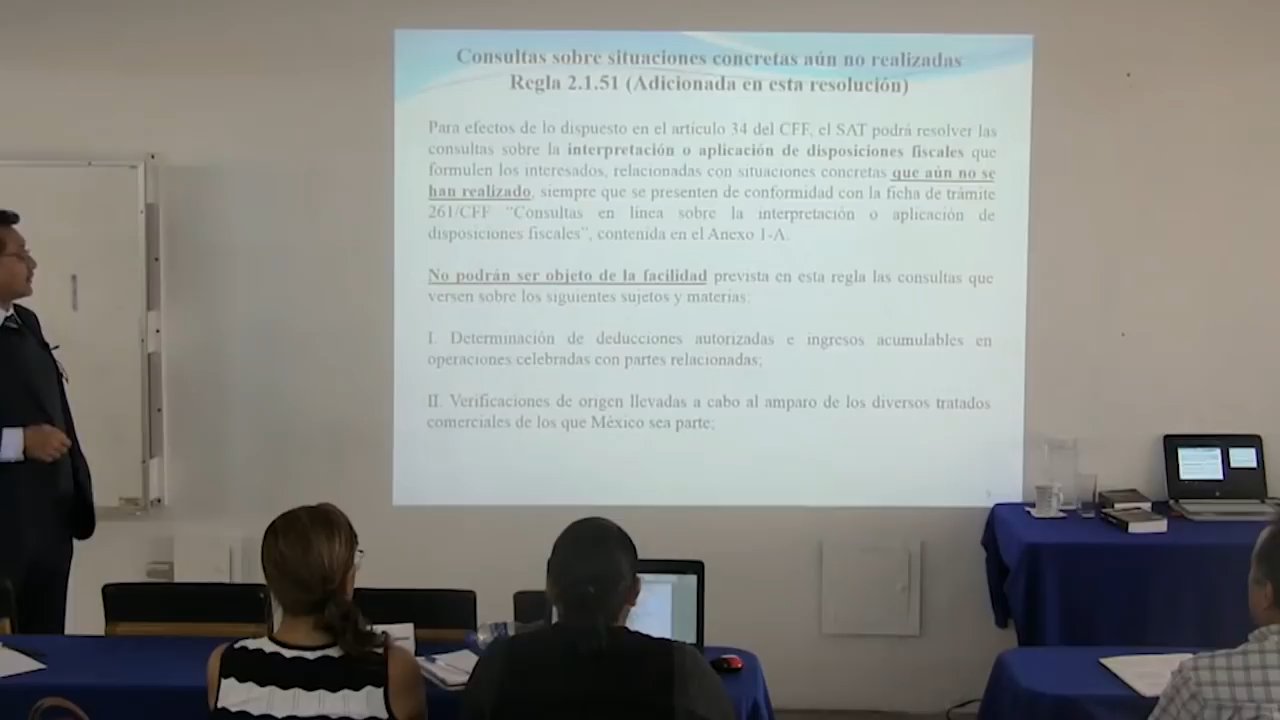 Consultas sobre situaciones concretas aún no realizadas
Regla 2.1.51 (Adicionada en esta resolución)
Para efectos de lo dispuesto en el artículo 34 del CFF, el SAT podrá resolver las
consultas sobre la interpretación o aplicación de disposiciones fiscales que
formulen los interesados, relacionadas con situaciones concretas que aún no se
han realizado, siempre que se presenten de conformidad con la ficha de trámite
261/CFF "Consultas en línea sobre la interpretación o aplicación de
disposiciones fiscales", contenida en el Anexo 1-A.
No podrán ser objeto de la facilidad prevista en esta regla las consultas que
versen sobre los siguientes sujetos y materias:
I. Determinación de deducciones autorizadas e ingresos acumulables en
operaciones celebradas con partes relacionadas;
II. Verificaciones de origen llevadas a cabo al amparo de los diversos tratados
comerciales de los que México sea parte;